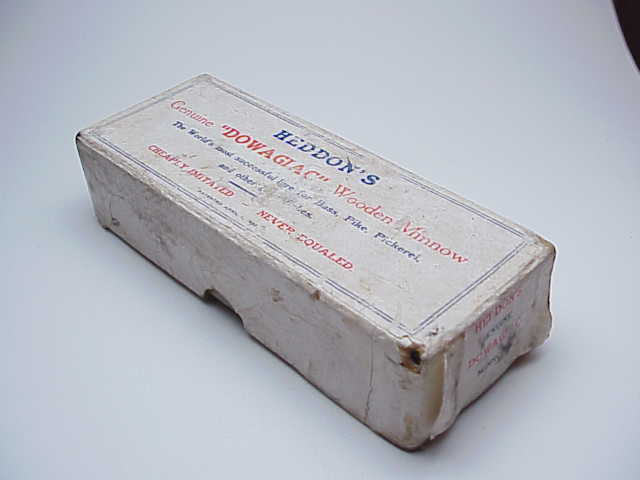 HEDDON'S
Genuine "DOWAGIAC" Wooden Minnow
The World's most successful lure for Bass, Pike, Pickerel,
and other
CHEAPLY IMITATED — NEVER EQUALED.
HEDDON'S
GENUINE
DOWAGIAC